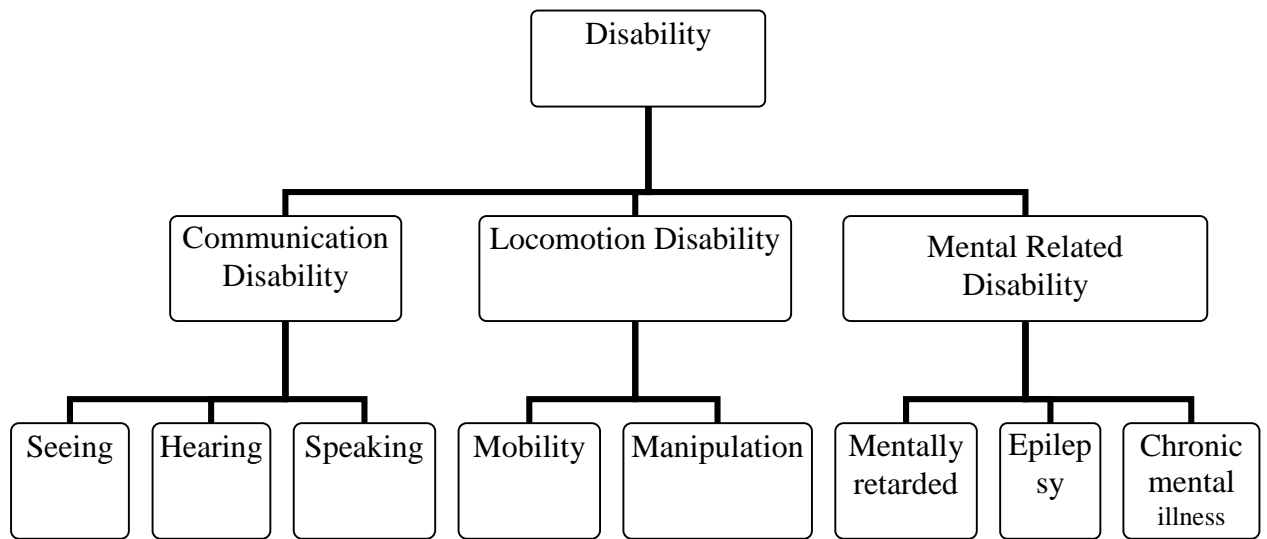 Disability
Communication
Disability
Locomotion Disability
Mental Related
Disability
Seeing
Hearing
Speaking
Mobility
Manipulation
Mentally
retarded
Epilep
sy
Chronic
mental
illness